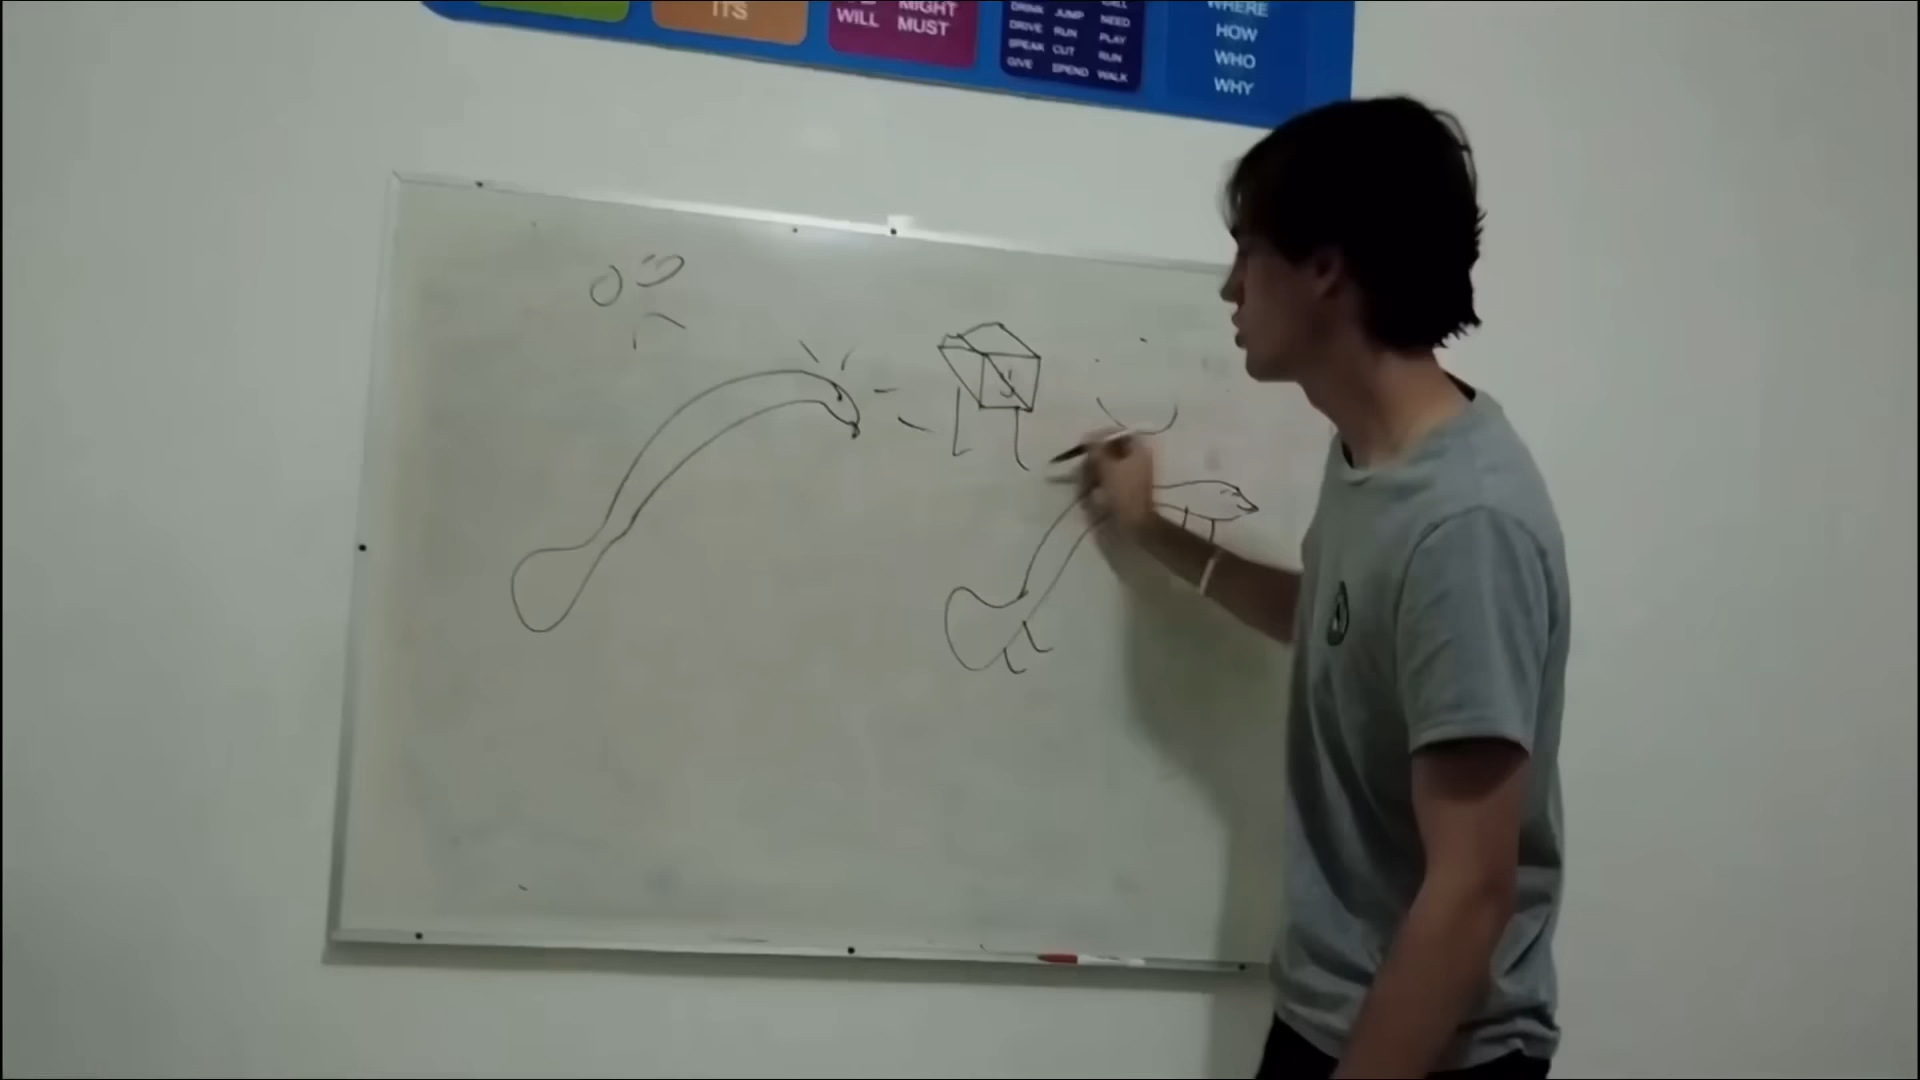 ITS
MIGHT
WILL MUST
DRINK JUMP NEED
DRIVE RUN PLAY
SPEAK CUT RUN
GIVE SPEND WALK
WHERE
HOW
WHO
WHY